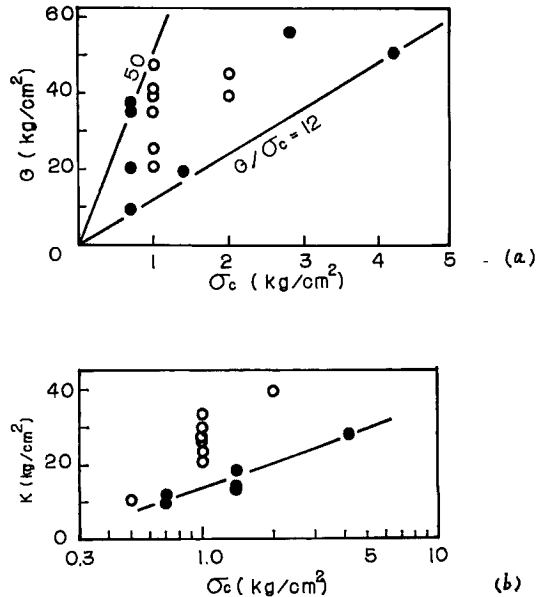 60
40
20
0
G (kg/cm²)
50
G/σc = 12
1
2
3
4
5
σc (kg/cm²)
(a)
40
20
0
K (kg/cm²)
0.3
1.0
5
10
σc (kg/cm²)
(b)